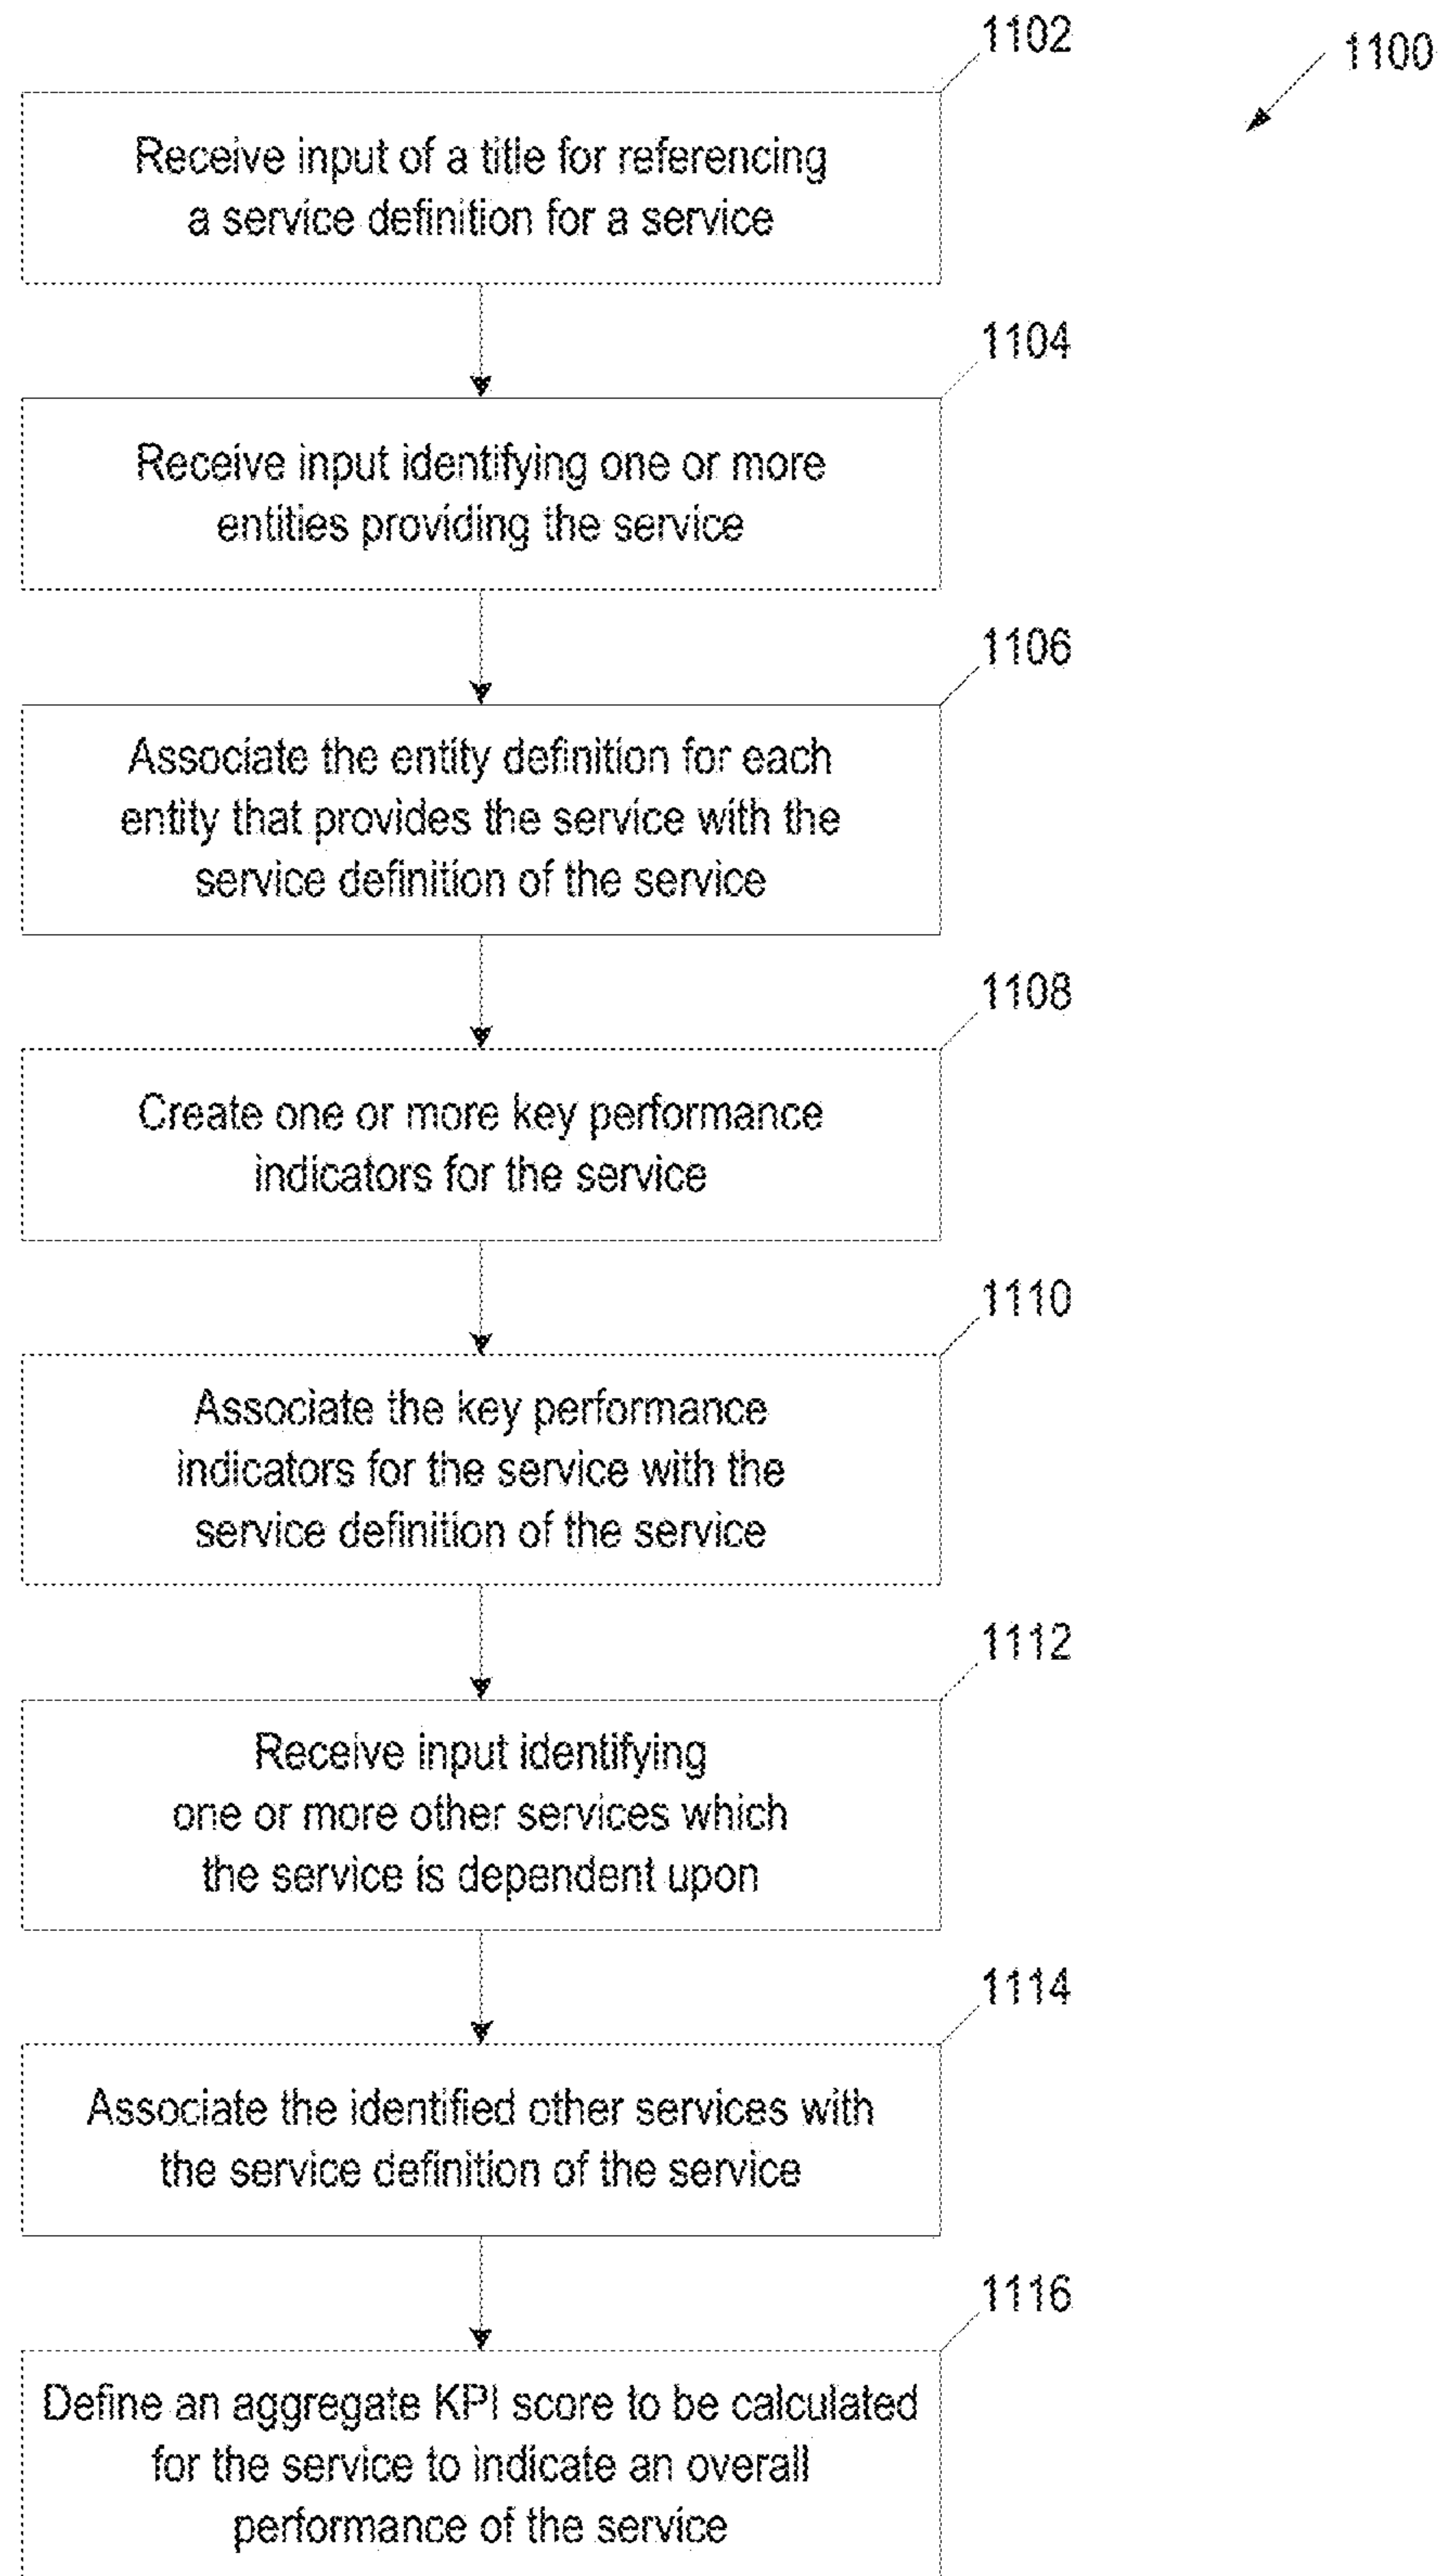 1102
1100
Receive input of a title for referencing
a service definition for a service
1104
Receive input identifying one or more
entities providing the service
1106
Associate the entity definition for each
entity that provides the service with the
service definition of the service
1108
Create one or more key performance
indicators for the service
1110
Associate the key performance
indicators for the service with the
service definition of the service
1112
Receive input identifying
one or more other services which
the service is dependent upon
1114
Associate the identified other services with
the service definition of the service
1116
Define an aggregate KPI score to be calculated
for the service to indicate an overall
performance of the service